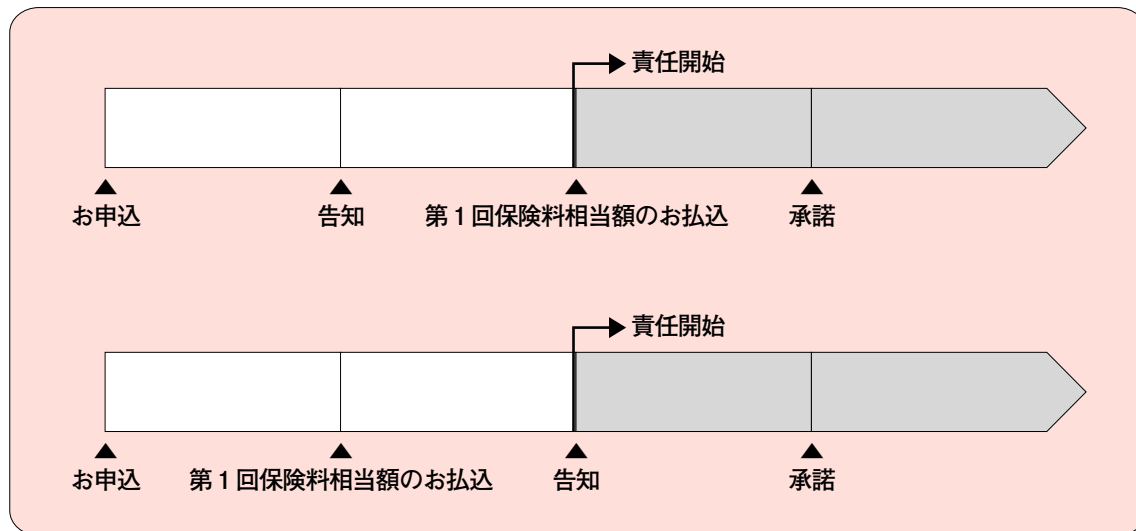 責任開始
お申込 告知 第１回保険料相当額のお払込 承諾
責任開始
お申込 第１回保険料相当額のお払込 告知 承諾